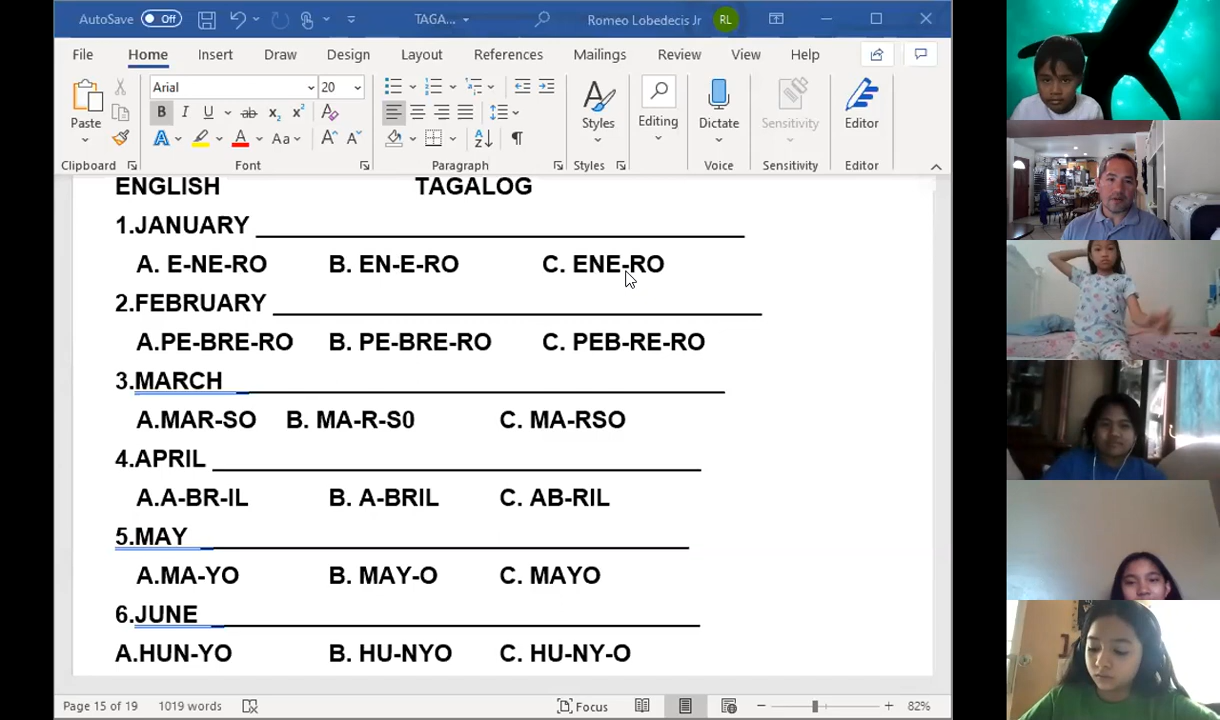 AutoSave Off TAGA... Romeo Lobedecis Jr RL
File Home Insert Draw Design Layout References Mailings Review View Help
Arial 20
Paste Styles Editing Dictate Sensitivity Editor
Clipboard Font Paragraph Styles Voice Sensitivity Editor
ENGLISH TAGALOG
1.JANUARY
A. E-NE-RO B. EN-E-RO C. ENE-RO
2.FEBRUARY
A.PE-BRE-RO B. PE-BRE-RO C. PEB-RE-RO
3.MARCH
A.MAR-SO B. MA-R-S0 C. MA-RSO
4.APRIL
A.A-BR-IL B. A-BRIL C. AB-RIL
5.MAY
A.MA-YO B. MAY-O C. MAYO
6.JUNE
A.HUN-YO B. HU-NYO C. HU-NY-O
Page 15 of 19 1019 words Focus 82%